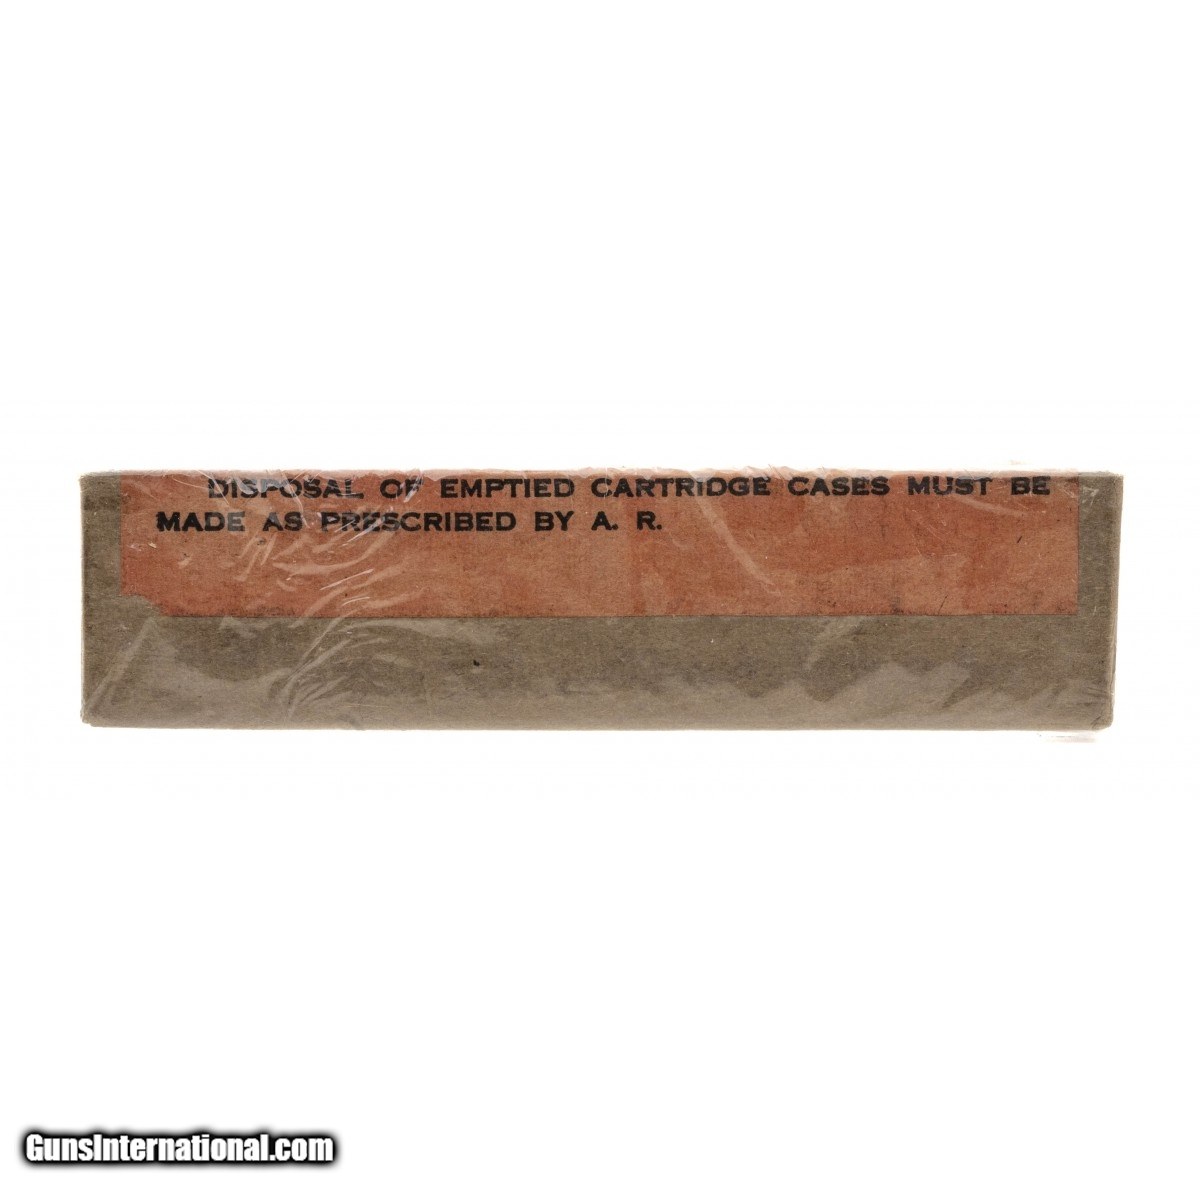 DISPOSAL OF EMPTIED CARTRIDGE CASES MUST BE
MADE AS PRESCRIBED BY A. R.
GunsInternational.com